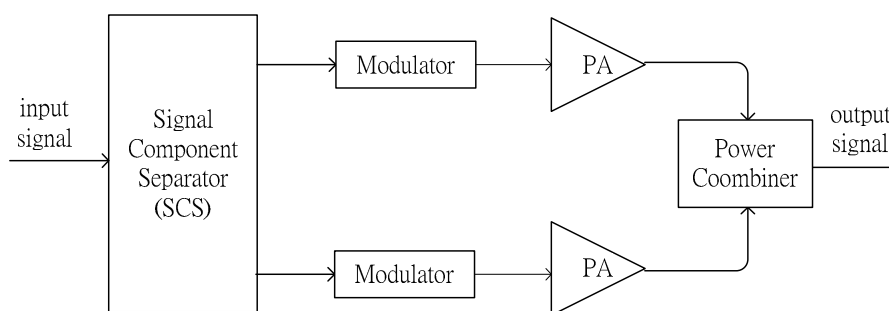 input
signal
Signal
Component
Separator
(SCS)
Modulator
PA
Modulator
PA
Power
Coombiner
output
signal